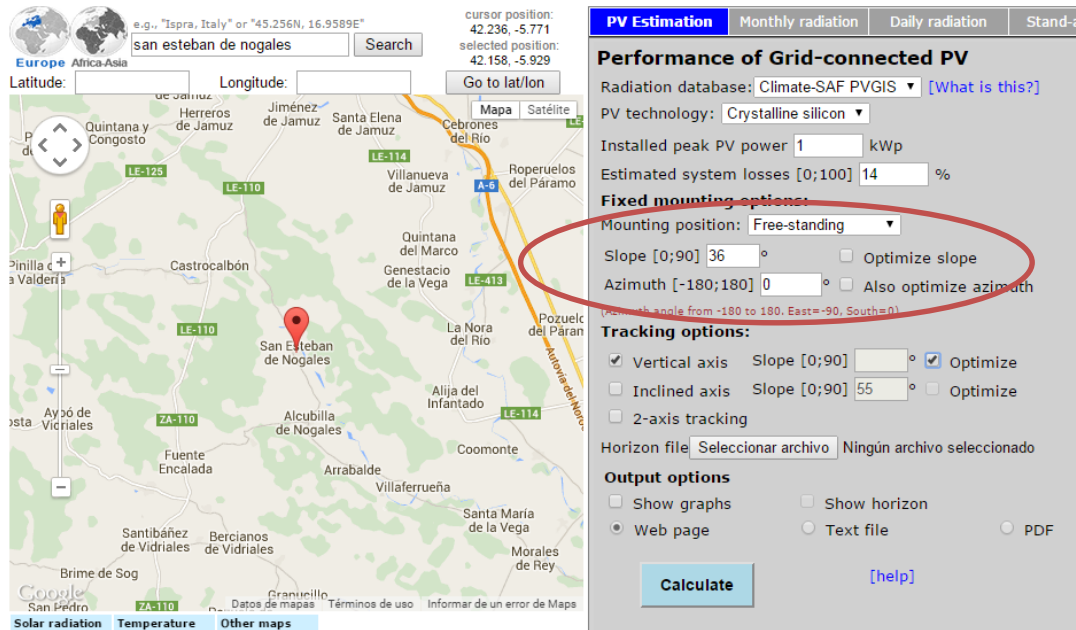 e.g., "Ispra, Italy" or "45.256N, 16.9589E"
cursor position:
42.236, -5.771
san esteban de nogales
Search
selected position:
42.158, -5.929
Europe Africa-Asia
Latitude:
Longitude:
Go to lat/lon
Mapa Satélite
de Jamuz
Herreros
de Jamuz
Jiménez
de Jamuz
Santa Elena
de Jamuz
Cebrones
del Río
LE-
Quintana y
Congosto
LE-114
LE-125
LE-110
Villanueva
de Jamuz
A-6
Roperuelos
del Páramo
Quintana
del Marco
Pinilla
a Valdería
Castrocalbón
Genestacio
de la Vega
LE-413
LE-110
San Esteban
de Nogales
La Nora
del Río
Pozuelo
del Páram
Autovía del Nor
Alija del
Infantado
LE-114
Ayoó de
Vidriales
osta
ZA-110
Alcubilla
de Nogales
Fuente
Encalada
Coomonte
Arrabalde
Villaferrueña
Santa María
de la Vega
Santibáñez
de Vidriales
Bercianos
de Vidriales
Morales
de Rey
Brime de Sog
Granucillo
Google
San Pedro
ZA-110
Datos de mapas Términos de uso Informar de un error de Maps
Solar radiation Temperature Other maps
PV Estimation Monthly radiation Daily radiation Stand-a
Performance of Grid-connected PV
Radiation database: Climate-SAF PVGIS [What is this?]
PV technology: Crystalline silicon
Installed peak PV power 1 kWp
Estimated system losses [0;100] 14 %
Fixed mounting options:
Mounting position: Free-standing
Slope [0;90] 36 º Optimize slope
Azimuth [-180;180] 0 º Also optimize azimuth
(Azimuth angle from -180 to 180. East=-90, South=0)
Tracking options:
Vertical axis Slope [0;90] º Optimize
Inclined axis Slope [0;90] 55 º Optimize
2-axis tracking
Horizon file Seleccionar archivo Ningún archivo seleccionado
Output options
Show graphs Show horizon
Web page Text file PDF
Calculate
[help]